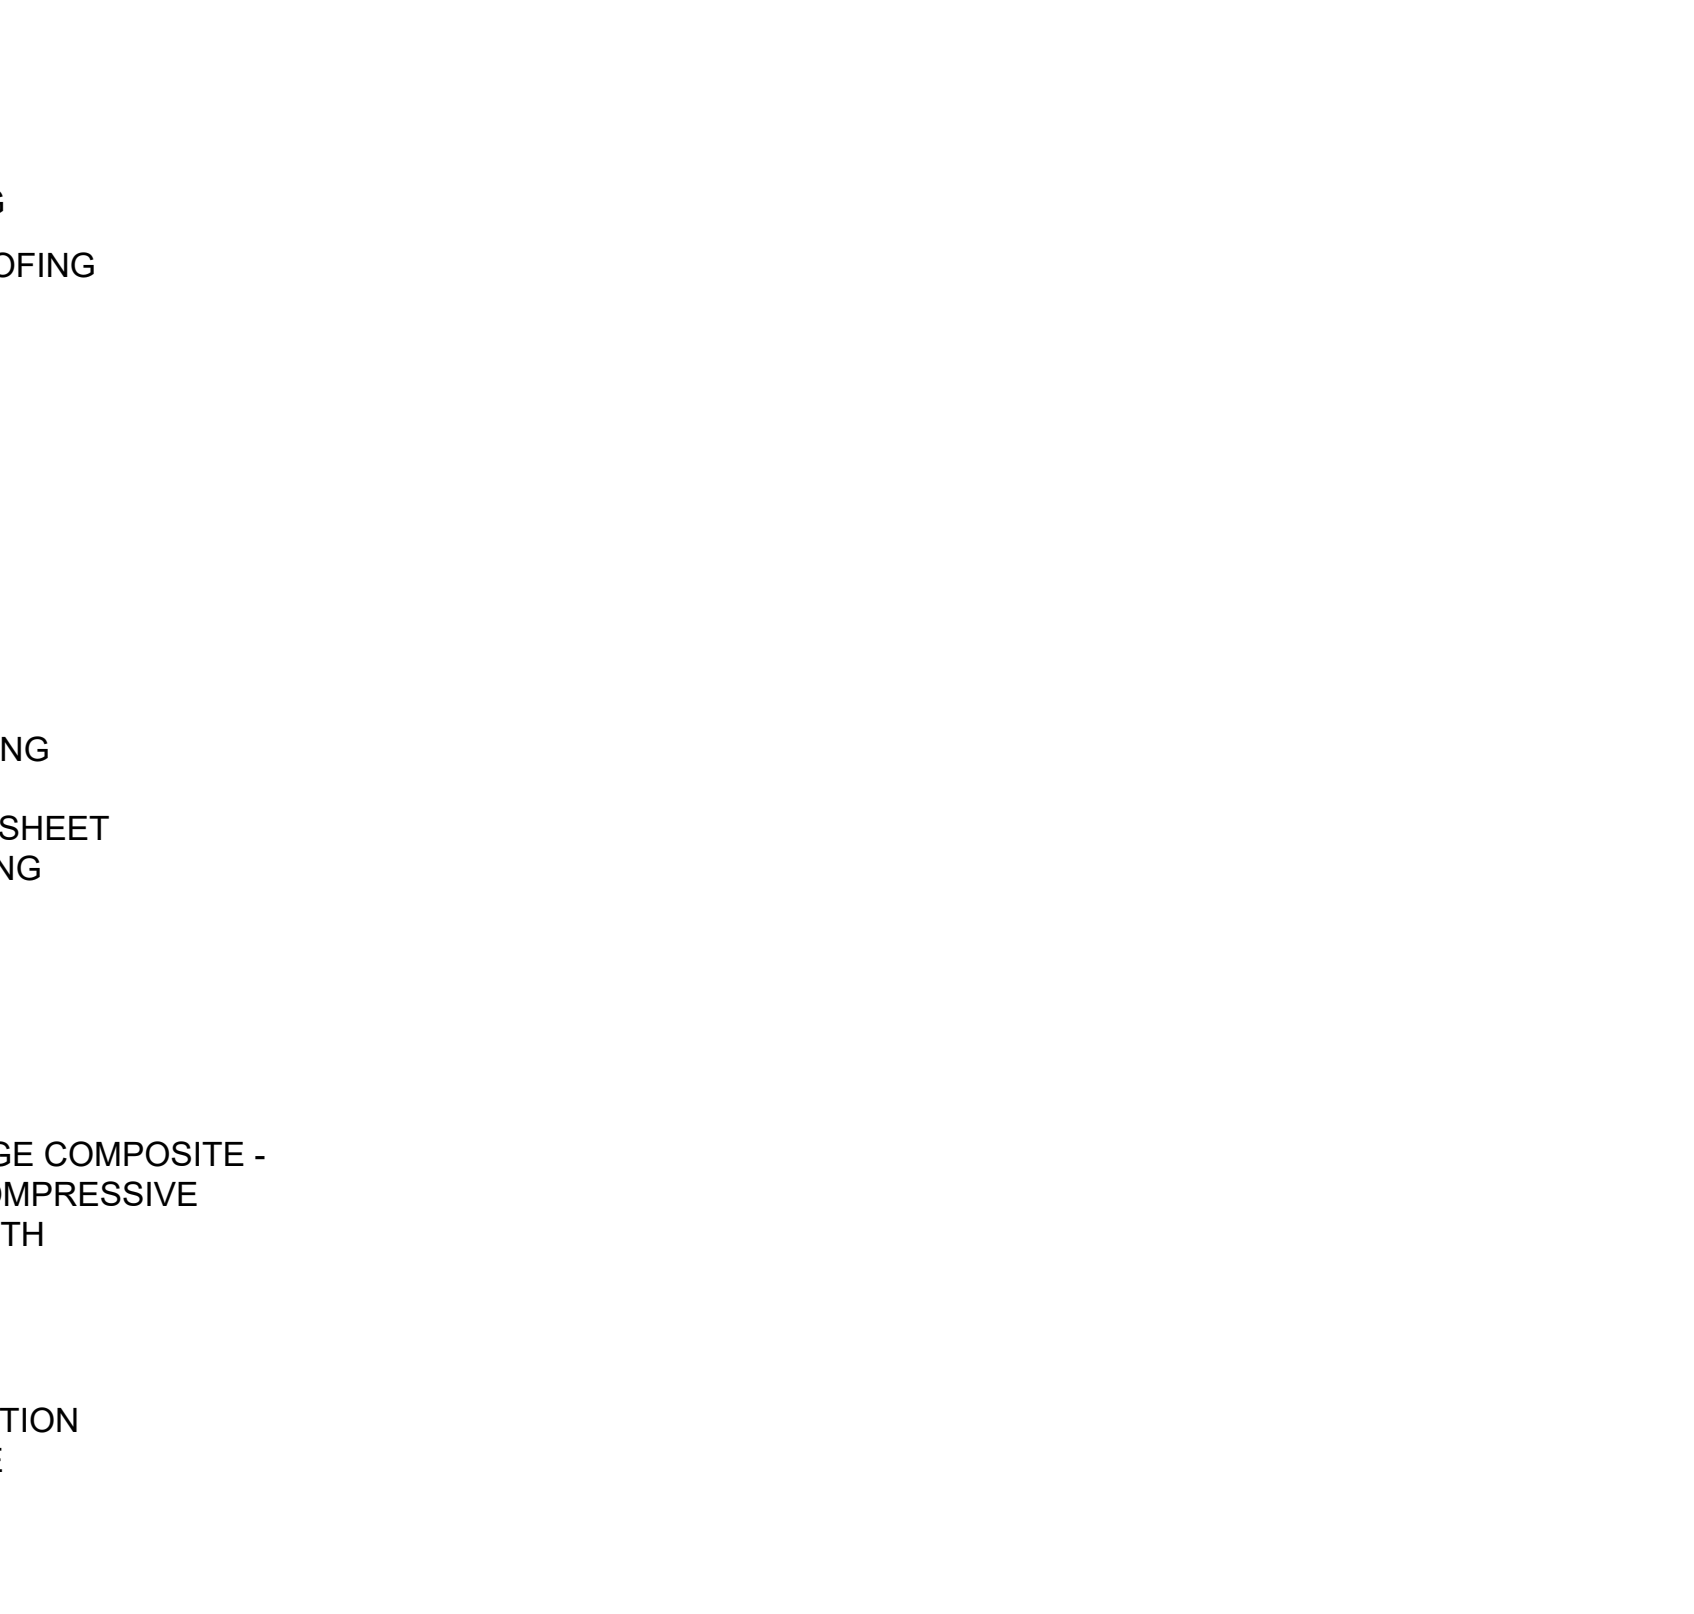 G
OFING
NG
SHEET
NG
GE COMPOSITE -
OMPRESSIVE
TH
TION
E